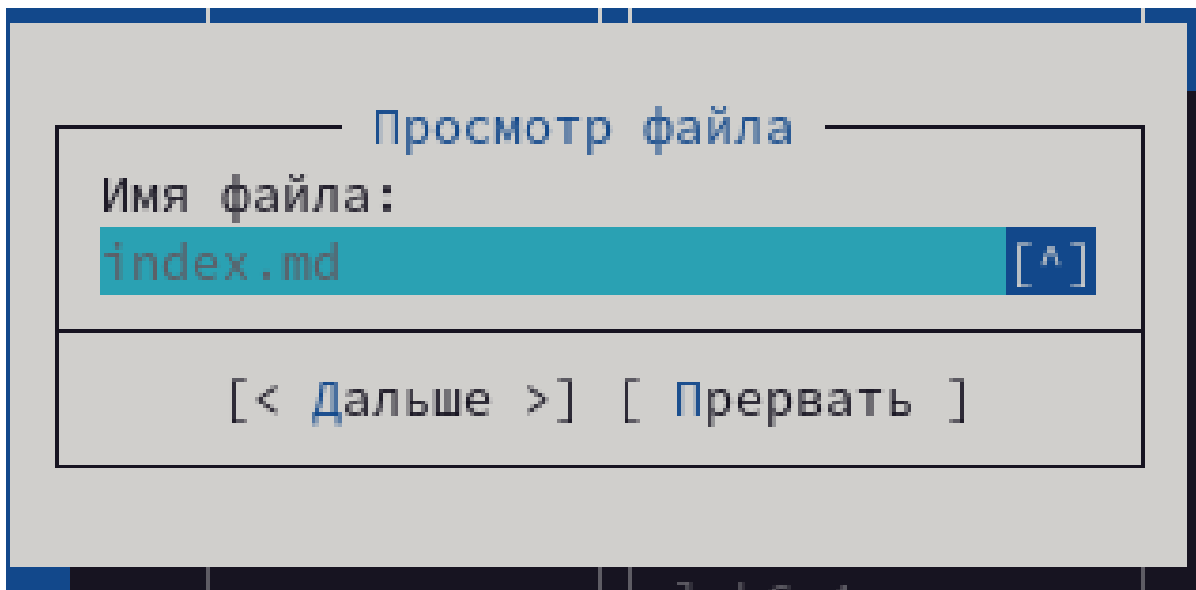 Просмотр файла
Имя файла:
index.md [^]
[< Дальше >] [ Прервать ]